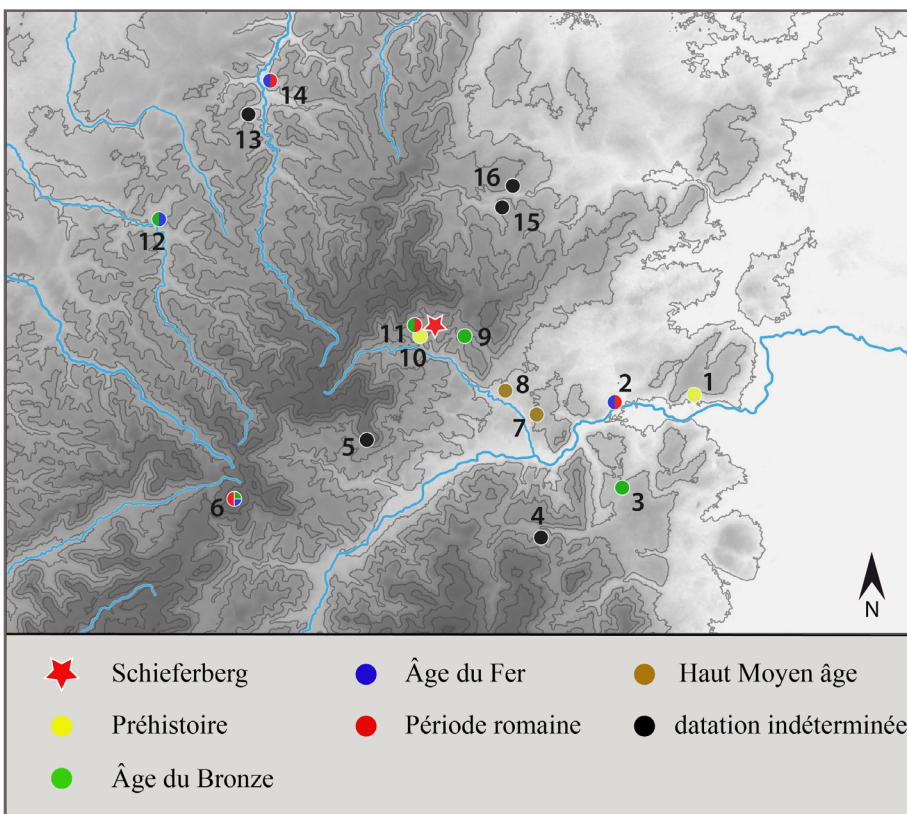 14
13
16
15
12
11
10
9
8
7
2
1
5
6
3
4
N
Schieferberg
Âge du Fer
Haut Moyen âge
Préhistoire
Période romaine
datation indéterminée
Âge du Bronze